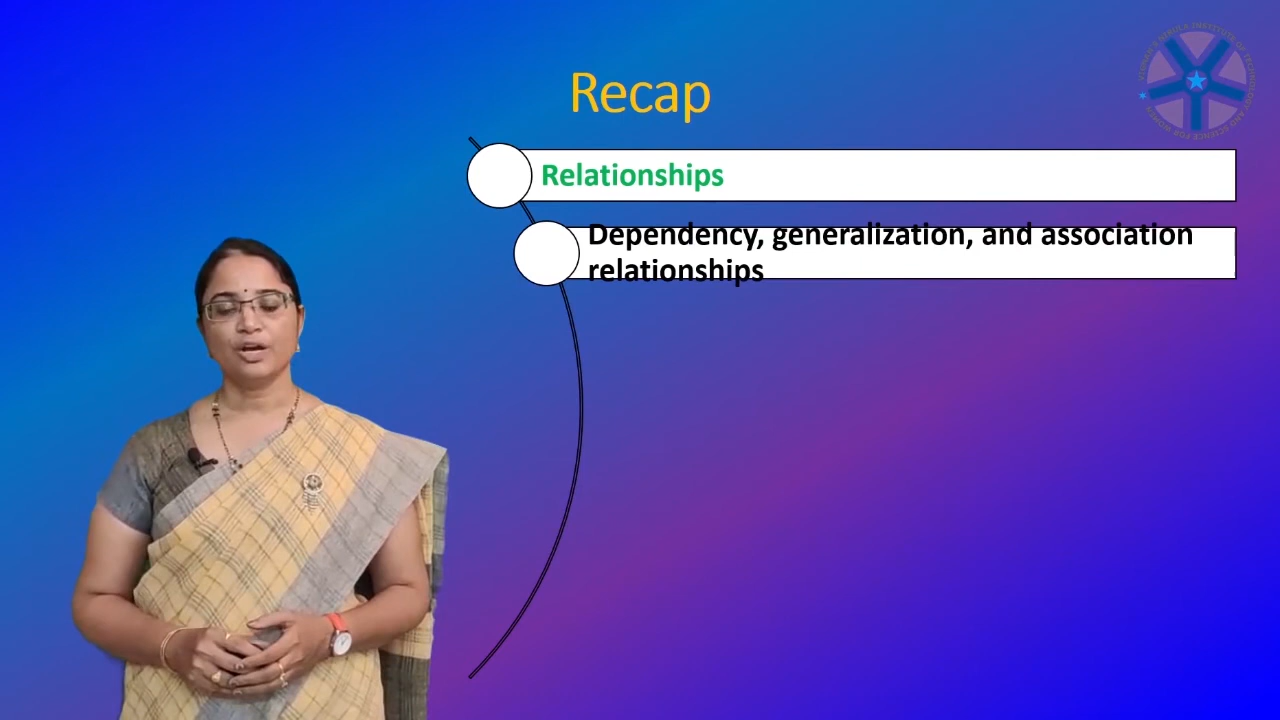 Recap
Relationships
Dependency, generalization, and association
relationships